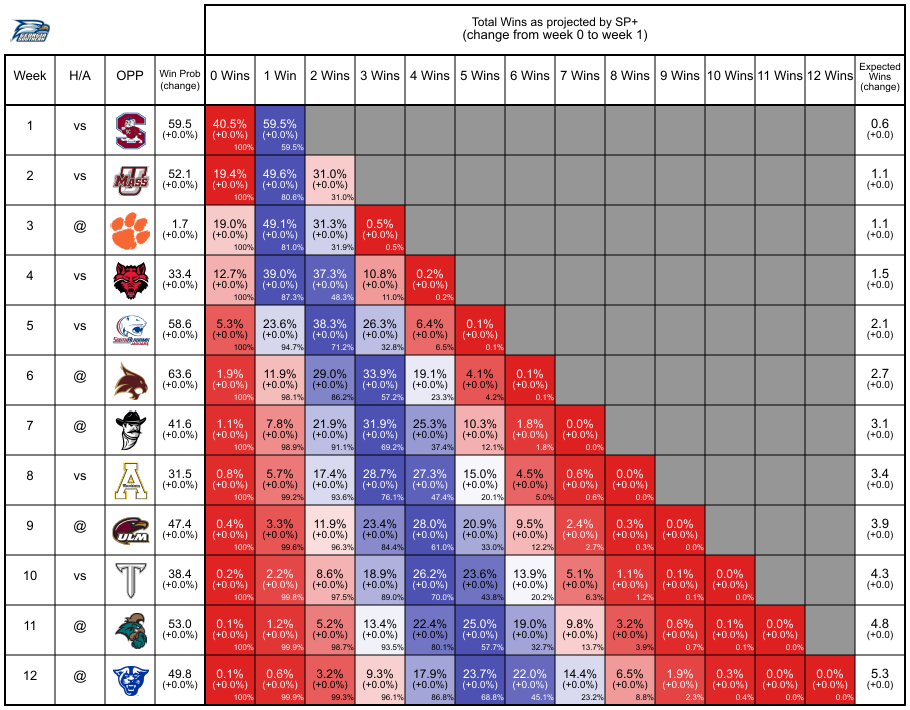 GEORGIA
SOUTHERN
Total Wins as projected by SP+
(change from week 0 to week 1)
Week H/A OPP Win Prob (change) 0 Wins 1 Win 2 Wins 3 Wins 4 Wins 5 Wins 6 Wins 7 Wins 8 Wins 9 Wins 10 Wins 11 Wins 12 Wins Expected Wins (change)
1 vs S 59.5 40.5% 59.5% 0.6
(+0.0%) (+0.0%) (+0.0%) (+0.0)
100% 59.5%
2 vs U MASS 52.1 19.4% 49.6% 31.0% 1.1
(+0.0%) (+0.0%) (+0.0%) (+0.0%) (+0.0)
100% 80.6% 31.0%
3 @ 1.7 19.0% 49.1% 31.3% 0.5% 1.1
(+0.0%) (+0.0%) (+0.0%) (+0.0%) (+0.0%) (+0.0)
100% 81.0% 31.9% 0.5%
4 vs 33.4 12.7% 39.0% 37.3% 10.8% 0.2% 1.5
(+0.0%) (+0.0%) (+0.0%) (+0.0%) (+0.0%) (+0.0%) (+0.0)
100% 87.3% 48.3% 11.0% 0.2%
5 vs SOUTH ALABAMA 58.6 5.3% 23.6% 38.3% 26.3% 6.4% 0.1% 2.1
(+0.0%) (+0.0%) (+0.0%) (+0.0%) (+0.0%) (+0.0%) (+0.0%) (+0.0)
100% 94.7% 71.2% 32.8% 6.5% 0.1%
6 @ 63.6 1.9% 11.9% 29.0% 33.9% 19.1% 4.1% 0.1% 2.7
(+0.0%) (+0.0%) (+0.0%) (+0.0%) (+0.0%) (+0.0%) (+0.0%) (+0.0%) (+0.0)
100% 98.1% 86.2% 57.2% 23.3% 4.2% 0.1%
7 @ 41.6 1.1% 7.8% 21.9% 31.9% 25.3% 10.3% 1.8% 0.0% 3.1
(+0.0%) (+0.0%) (+0.0%) (+0.0%) (+0.0%) (+0.0%) (+0.0%) (+0.0%) (+0.0%) (+0.0)
100% 98.9% 91.1% 69.2% 37.4% 12.1% 1.8% 0.0%
8 vs A 31.5 0.8% 5.7% 17.4% 28.7% 27.3% 15.0% 4.5% 0.6% 0.0% 3.4
(+0.0%) (+0.0%) (+0.0%) (+0.0%) (+0.0%) (+0.0%) (+0.0%) (+0.0%) (+0.0%) (+0.0%) (+0.0)
100% 99.2% 93.6% 76.1% 47.4% 20.1% 5.0% 0.6% 0.0%
9 @ ULM 47.4 0.4% 3.3% 11.9% 23.4% 28.0% 20.9% 9.5% 2.4% 0.3% 0.0% 3.9
(+0.0%) (+0.0%) (+0.0%) (+0.0%) (+0.0%) (+0.0%) (+0.0%) (+0.0%) (+0.0%) (+0.0%) (+0.0%) (+0.0)
100% 99.6% 96.3% 84.4% 61.0% 33.0% 12.2% 2.7% 0.3% 0.0%
10 vs T 38.4 0.2% 2.2% 8.6% 18.9% 26.2% 23.6% 13.9% 5.1% 1.1% 0.1% 0.0% 4.3
(+0.0%) (+0.0%) (+0.0%) (+0.0%) (+0.0%) (+0.0%) (+0.0%) (+0.0%) (+0.0%) (+0.0%) (+0.0%) (+0.0%) (+0.0)
100% 99.8% 97.5% 89.0% 70.0% 43.8% 20.2% 6.3% 1.2% 0.1% 0.0%
11 @ 53.0 0.1% 1.2% 5.2% 13.4% 22.4% 25.0% 19.0% 9.8% 3.2% 0.6% 0.1% 0.0% 4.8
(+0.0%) (+0.0%) (+0.0%) (+0.0%) (+0.0%) (+0.0%) (+0.0%) (+0.0%) (+0.0%) (+0.0%) (+0.0%) (+0.0%) (+0.0%) (+0.0)
100% 99.9% 98.7% 93.5% 80.1% 57.7% 32.7% 13.7% 3.9% 0.7% 0.1% 0.0%
12 @ 49.8 0.1% 0.6% 3.2% 9.3% 17.9% 23.7% 22.0% 14.4% 6.5% 1.9% 0.3% 0.0% 0.0% 5.3
(+0.0%) (+0.0%) (+0.0%) (+0.0%) (+0.0%) (+0.0%) (+0.0%) (+0.0%) (+0.0%) (+0.0%) (+0.0%) (+0.0%) (+0.0%) (+0.0%) (+0.0)
100% 99.9% 99.3% 96.1% 86.8% 68.8% 45.1% 23.2% 8.8% 2.3% 0.4% 0.0% 0.0%